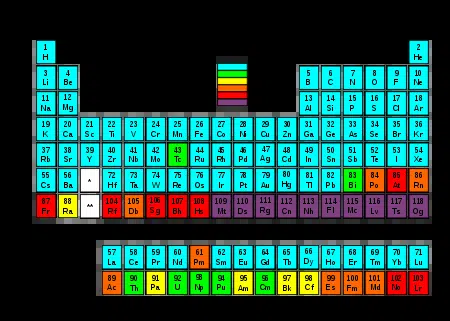 1 2
H He
3 4 5 6 7 8 9 10
Li Be B C N O F Ne
11 12 13 14 15 16 17 18
Na Mg Al Si P S Cl Ar
19 20 21 22 23 24 25 26 27 28 29 30 31 32 33 34 35 36
K Ca Sc Ti V Cr Mn Fe Co Ni Cu Zn Ga Ge As Se Br Kr
37 38 39 40 41 42 43 44 45 46 47 48 49 50 51 52 53 54
Rb Sr Y Zr Nb Mo Tc Ru Rh Pd Ag Cd In Sn Sb Te I Xe
55 56 * 72 73 74 75 76 77 78 79 80 81 82 83 84 85 86
Cs Ba Hf Ta W Re Os Ir Pt Au Hg Tl Pb Bi Po At Rn
87 88 ** 104 105 106 107 108 109 110 111 112 113 114 115 116 117 118
Fr Ra Rf Db Sg Bh Hs Mt Ds Rg Cn Nh Fl Mc Lv Ts Og
57 58 59 60 61 62 63 64 65 66 67 68 69 70 71
La Ce Pr Nd Pm Sm Eu Gd Tb Dy Ho Er Tm Yb Lu
89 90 91 92 93 94 95 96 97 98 99 100 101 102 103
Ac Th Pa U Np Pu Am Cm Bk Cf Es Fm Md No Lr